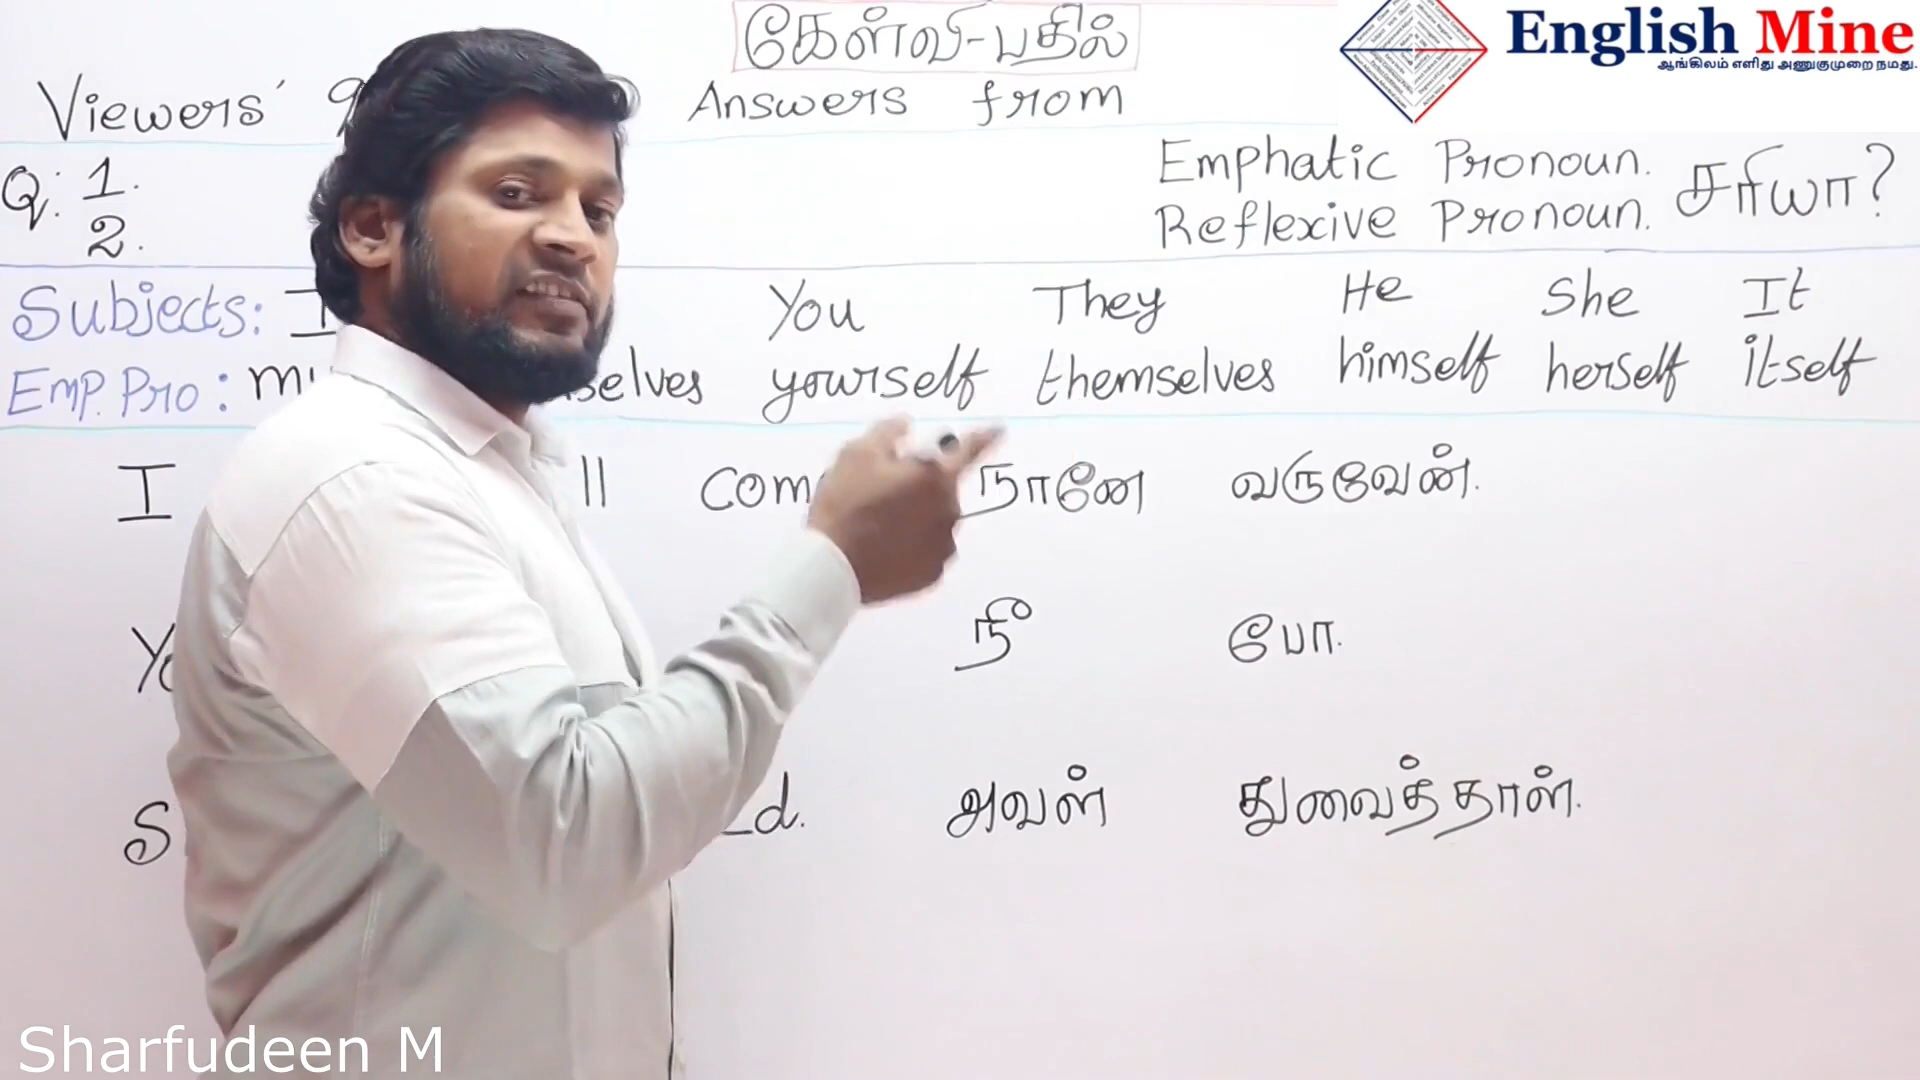 கேள்வி-பதில்
English Mine
ஆங்கிலம் எளிது அணுகுமுறை நமது.
Viewers' Answers from
Q: 1.
2.
Emphatic Pronoun.
Reflexive Pronoun. சரியா?
Subjects: I You They He She It
Emp. Pro: selves yourself themselves himself herself itself
I ll com நானே வருவேன்.
நீ போ.
S d. அவள் துவைத்தாள்.
Sharfudeen M